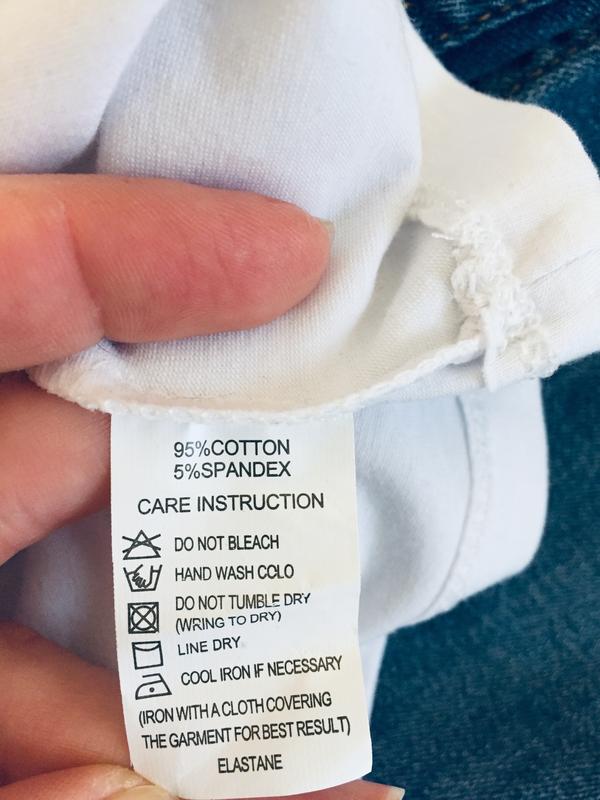 95%COTTON
5%SPANDEX
CARE INSTRUCTION
DO NOT BLEACH
HAND WASH COLO
DO NOT TUMBLE DRY
(WRING TO DRY)
LINE DRY
COOL IRON IF NECESSARY
(IRON WITH A CLOTH COVERING
THE GARMENT FOR BEST RESULT)
ELASTANE